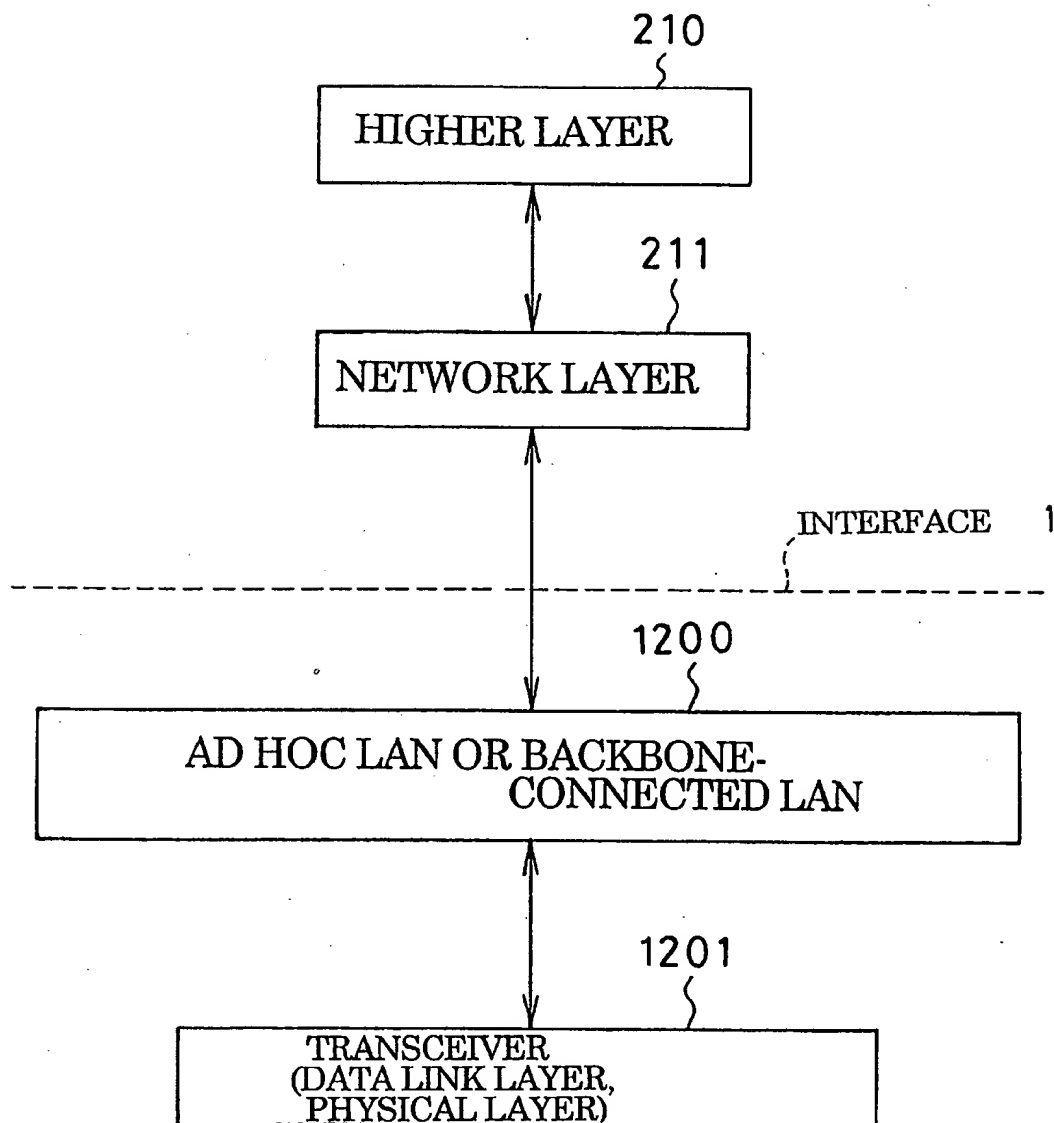 210
HIGHER LAYER
211
NETWORK LAYER
INTERFACE 1
1200
AD HOC LAN OR BACKBONE-
CONNECTED LAN
1201
TRANSCEIVER
(DATA LINK LAYER,
PHYSICAL LAYER)